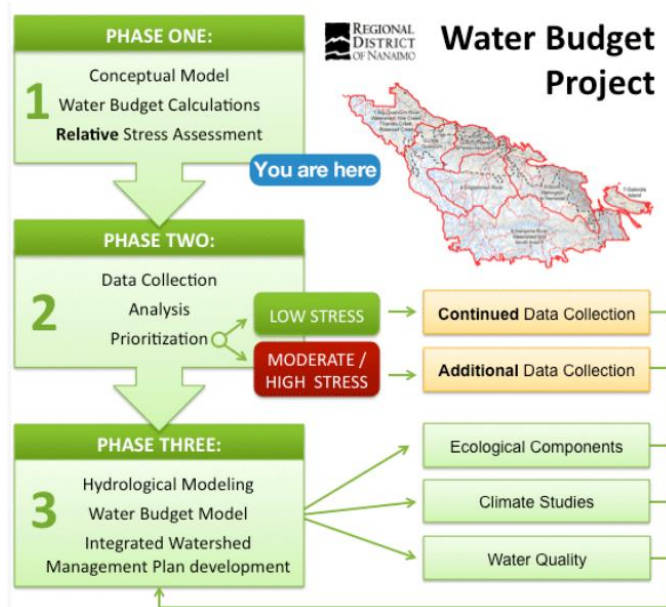 PHASE ONE:
1
Conceptual Model
Water Budget Calculations
Relative Stress Assessment
REGIONAL
DISTRICT
OF NANAIMO
Water Budget
Project
You are here
PHASE TWO:
2
Data Collection
Analysis
Prioritization
LOW STRESS
Continued Data Collection
MODERATE /
HIGH STRESS
Additional Data Collection
PHASE THREE:
3
Hydrological Modeling
Water Budget Model
Integrated Watershed
Management Plan development
Ecological Components
Climate Studies
Water Quality